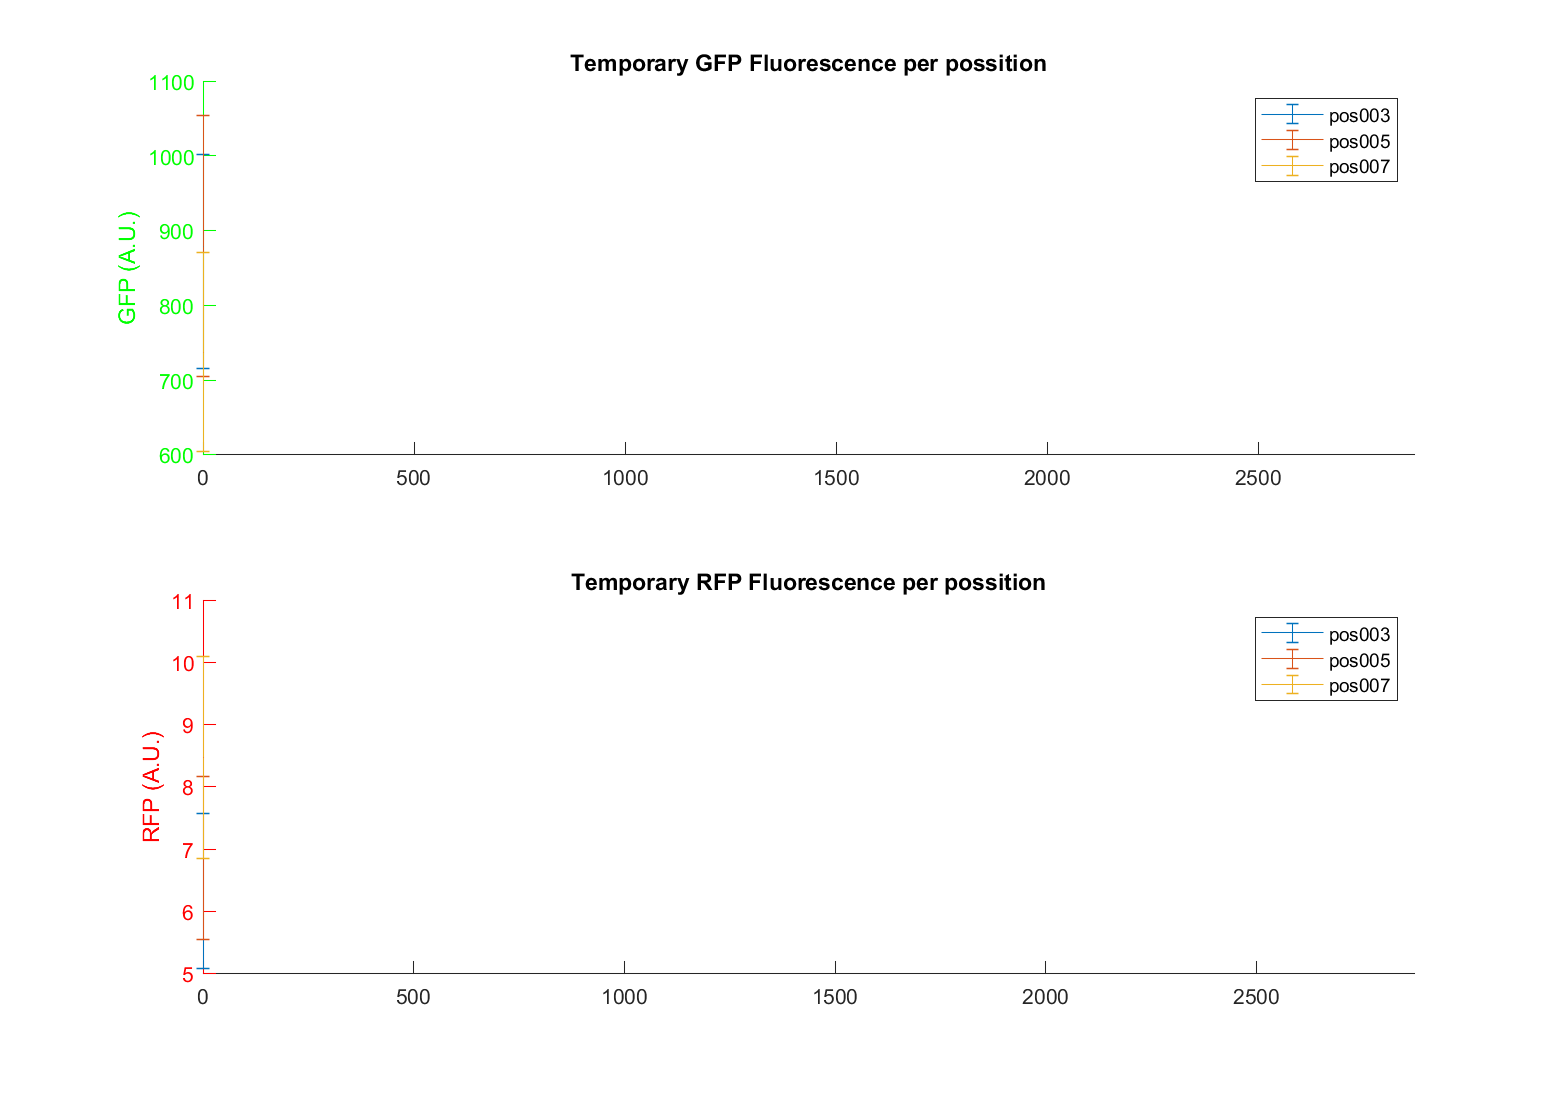 Temporary GFP Fluorescence per possition
1100
1000
900
800
700
600
GFP (A.U.)
pos003
pos005
pos007
0 500 1000 1500 2000 2500
Temporary RFP Fluorescence per possition
11
10
9
8
7
6
5
RFP (A.U.)
pos003
pos005
pos007
0 500 1000 1500 2000 2500